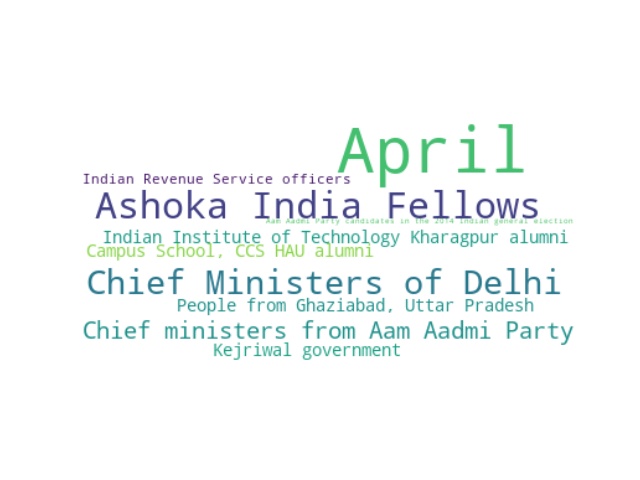 April
Indian Revenue Service officers
Ashoka India Fellows
Aam Aadmi Party candidates in the 2014 Indian general election
Indian Institute of Technology Kharagpur alumni
Campus School, CCS HAU alumni
Chief Ministers of Delhi
People from Ghaziabad, Uttar Pradesh
Chief ministers from Aam Aadmi Party
Kejriwal government